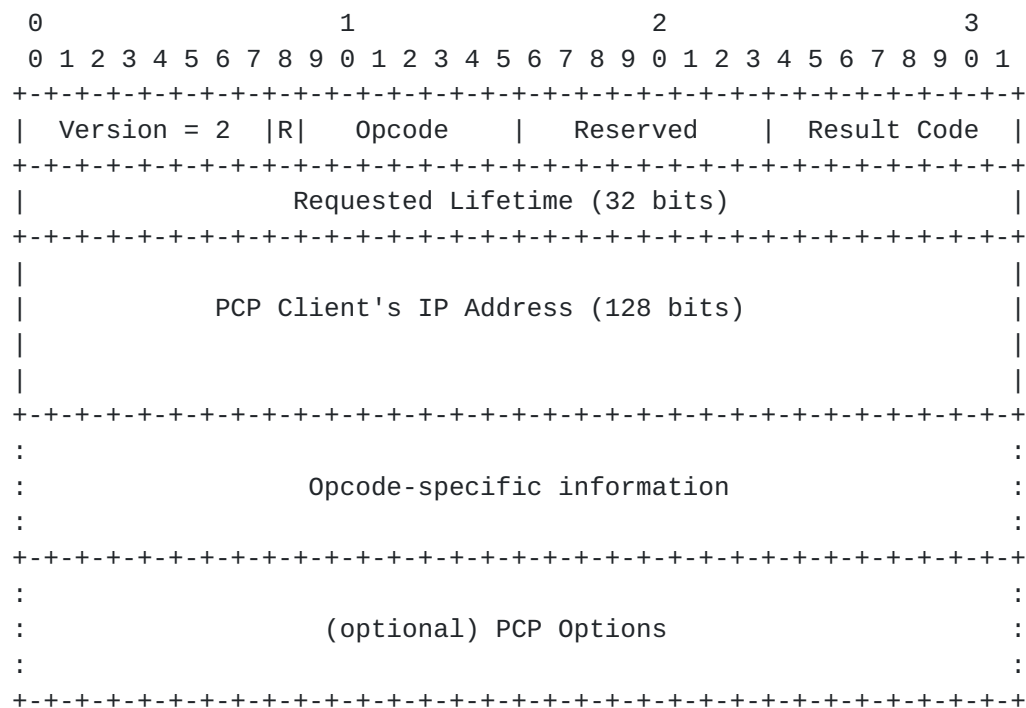 0                   1                   2                   3
 0 1 2 3 4 5 6 7 8 9 0 1 2 3 4 5 6 7 8 9 0 1 2 3 4 5 6 7 8 9 0 1
+-+-+-+-+-+-+-+-+-+-+-+-+-+-+-+-+-+-+-+-+-+-+-+-+-+-+-+-+-+-+-+-+
|  Version = 2  |R|   Opcode    |   Reserved    |  Result Code  |
+-+-+-+-+-+-+-+-+-+-+-+-+-+-+-+-+-+-+-+-+-+-+-+-+-+-+-+-+-+-+-+-+
|                 Requested Lifetime (32 bits)                  |
+-+-+-+-+-+-+-+-+-+-+-+-+-+-+-+-+-+-+-+-+-+-+-+-+-+-+-+-+-+-+-+-+
|                                                               |
|            PCP Client's IP Address (128 bits)                 |
|                                                               |
|                                                               |
+-+-+-+-+-+-+-+-+-+-+-+-+-+-+-+-+-+-+-+-+-+-+-+-+-+-+-+-+-+-+-+-+
:                                                               :
:                  Opcode-specific information                  :
:                                                               :
+-+-+-+-+-+-+-+-+-+-+-+-+-+-+-+-+-+-+-+-+-+-+-+-+-+-+-+-+-+-+-+-+
:                                                               :
:                   (optional) PCP Options                      :
:                                                               :
+-+-+-+-+-+-+-+-+-+-+-+-+-+-+-+-+-+-+-+-+-+-+-+-+-+-+-+-+-+-+-+-+